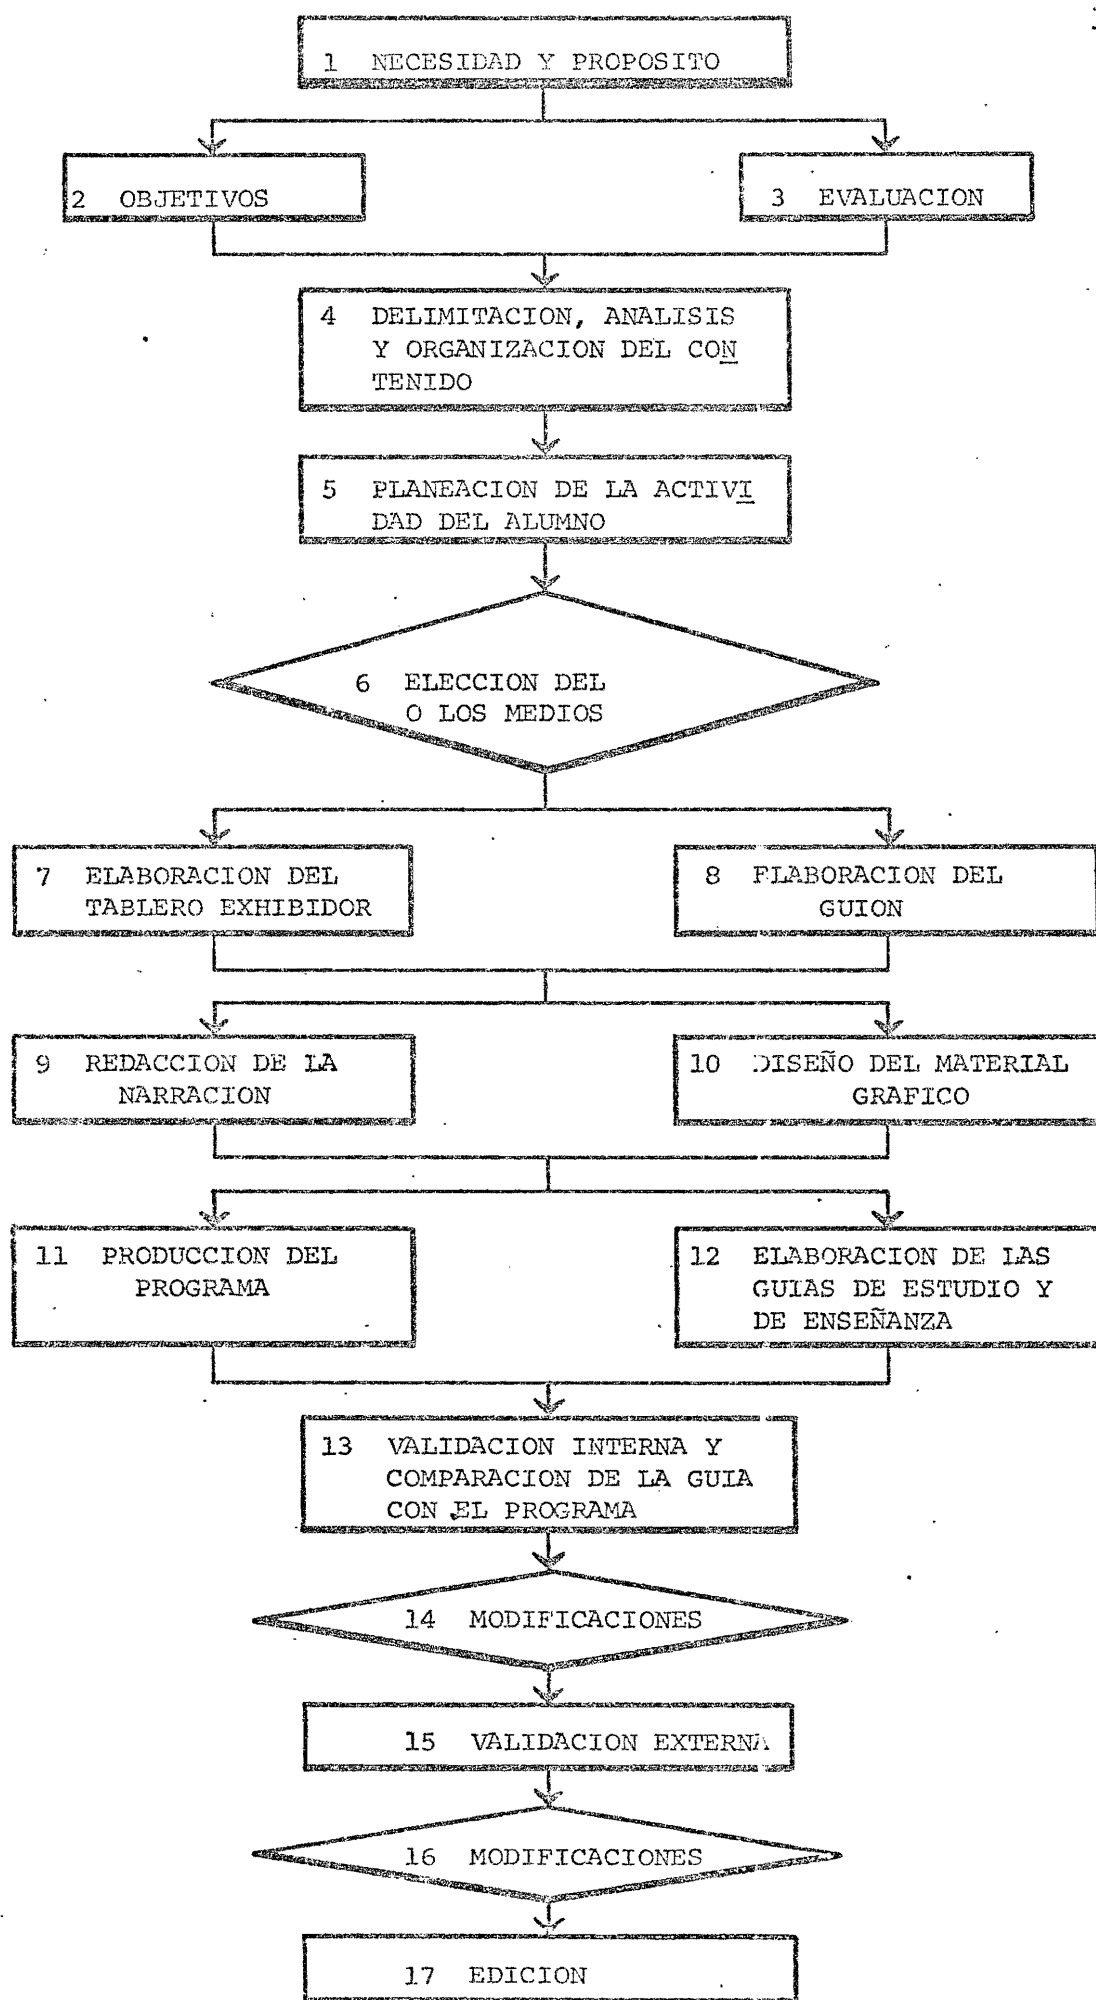 1 NECESIDAD Y PROPOSITO
2 OBJETIVOS
3 EVALUACION
4 DELIMITACION, ANALISIS
Y ORGANIZACION DEL CON
TENIDO
5 PLANEACION DE LA ACTIVI
DAD DEL ALUMNO
6 ELECCION DEL
O LOS MEDIOS
7 ELABORACION DEL
TABLERO EXHIBIDOR
8 ELABORACION DEL
GUION
9 REDACCION DE LA
NARRACION
10 DISEÑO DEL MATERIAL
GRAFICO
11 PRODUCCION DEL
PROGRAMA
12 ELABORACION DE LAS
GUIAS DE ESTUDIO Y
DE ENSEÑANZA
13 VALIDACION INTERNA Y
COMPARACION DE LA GUIA
CON EL PROGRAMA
14 MODIFICACIONES
15 VALIDACION EXTERNA
16 MODIFICACIONES
17 EDICION